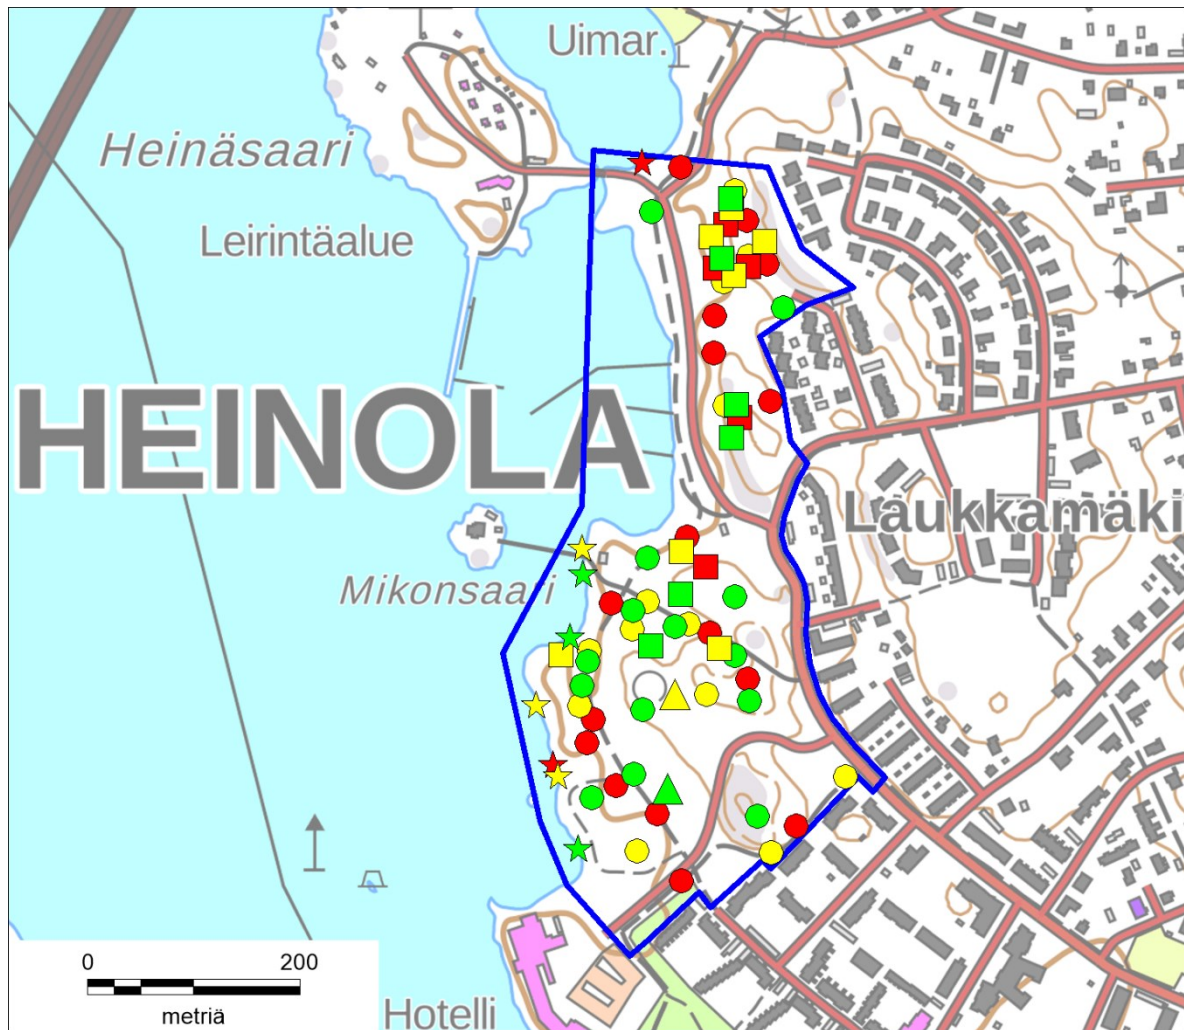 Uimar.
Heinäsaari
Leirintäalue
HEINOLA
Laukkamäki
Mikonsaari
0 200
metriä
Hotelli